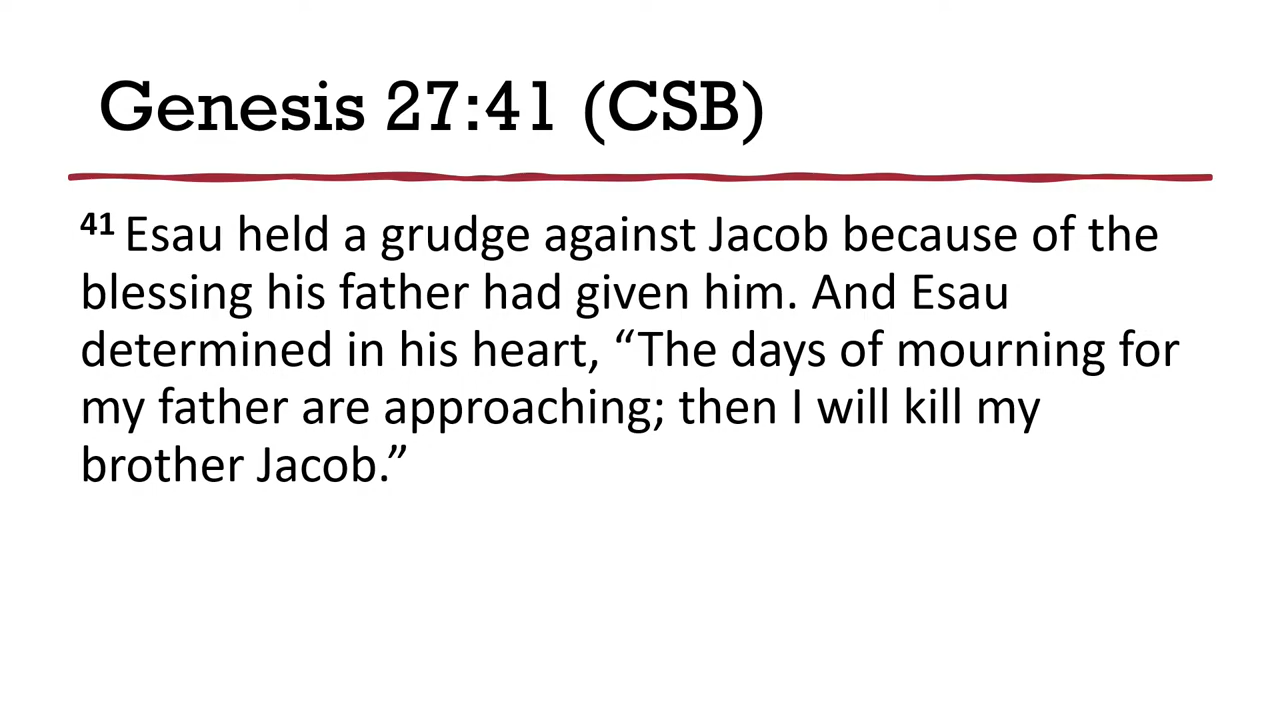 Genesis 27:41 (CSB)
41 Esau held a grudge against Jacob because of the
blessing his father had given him. And Esau
determined in his heart, “The days of mourning for
my father are approaching; then I will kill my
brother Jacob.”